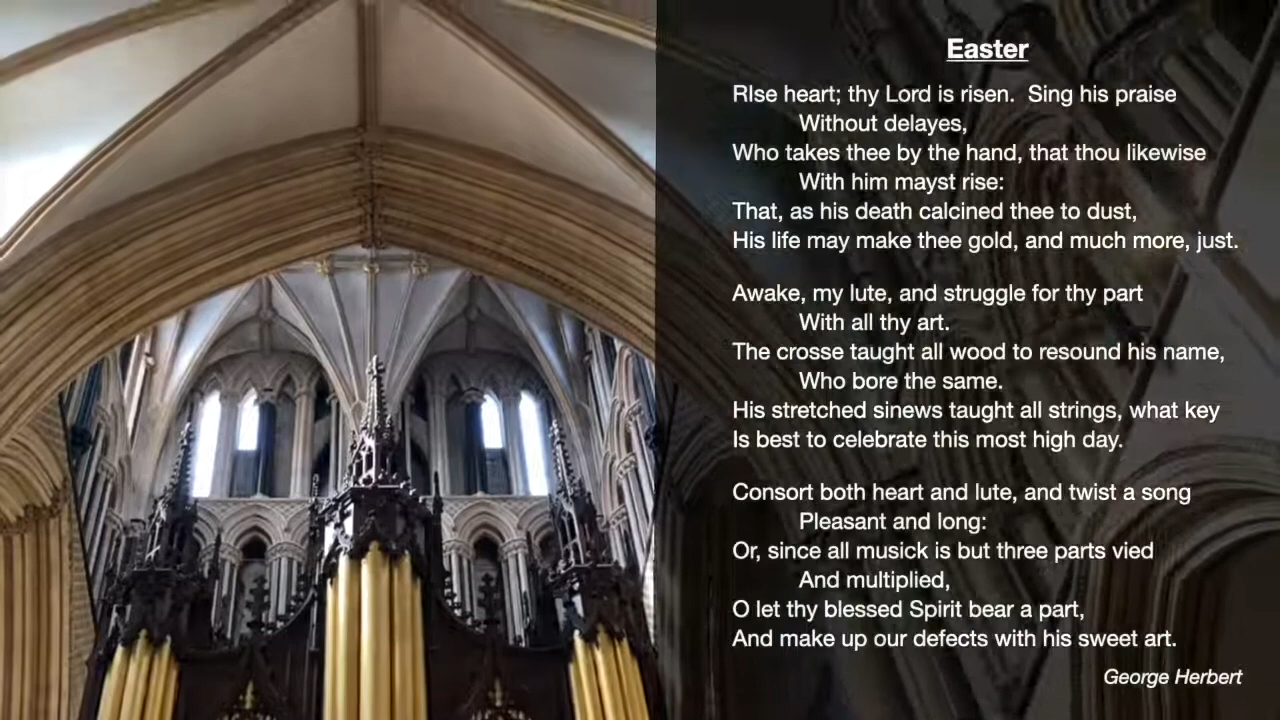 Easter
RIse heart; thy Lord is risen.  Sing his praise
Without delayes,
Who takes thee by the hand, that thou likewise
With him mayst rise:
That, as his death calcined thee to dust,
His life may make thee gold, and much more, just.
Awake, my lute, and struggle for thy part
With all thy art.
The crosse taught all wood to resound his name,
Who bore the same.
His stretched sinews taught all strings, what key
Is best to celebrate this most high day.
Consort both heart and lute, and twist a song
Pleasant and long:
Or, since all musick is but three parts vied
And multiplied,
O let thy blessed Spirit bear a part,
And make up our defects with his sweet art.
George Herbert